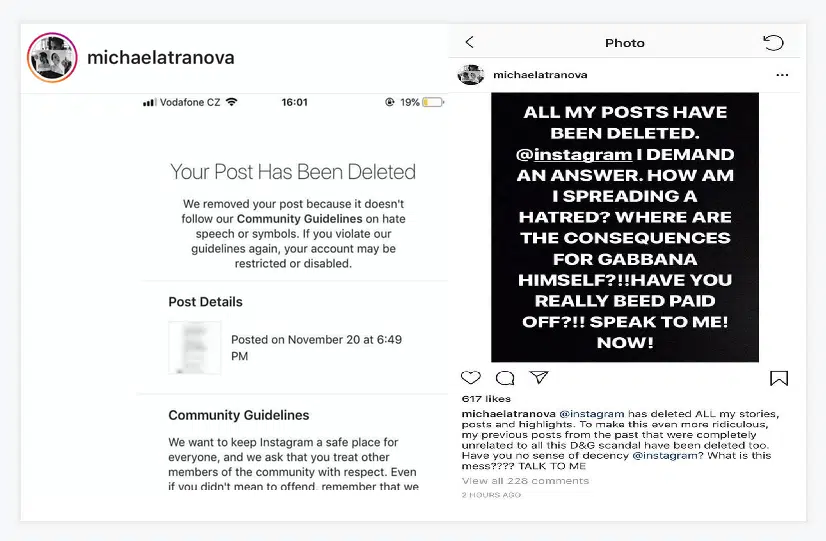 michaelatranova
Vodafone CZ 16:01 19%
Your Post Has Been Deleted
We removed your post because it doesn't
follow our Community Guidelines on hate
speech or symbols. If you violate our
guidelines again, your account may be
restricted or disabled.
Post Details
Posted on November 20 at 6:49
PM
Community Guidelines
We want to keep Instagram a safe place for
everyone, and we ask that you treat other
members of the community with respect. Even
if you didn't mean to offend, remember that we
Photo
michaelatranova
ALL MY POSTS HAVE
BEEN DELETED.
@instagram I DEMAND
AN ANSWER. HOW AM
I SPREADING A
HATRED? WHERE ARE
THE CONSEQUENCES
FOR GABBANA
HIMSELF?!!HAVE YOU
REALLY BEED PAID
OFF?!! SPEAK TO ME!
NOW!
617 likes
michaelatranova @instagram has deleted ALL my stories,
posts and highlights. To make this even more ridiculous,
my previous posts from the past that were completely
unrelated to all this D&G scandal have been deleted too.
Have you no sense of decency @instagram? What is this
mess???? TALK TO ME
View all 228 comments
2 HOURS AGO